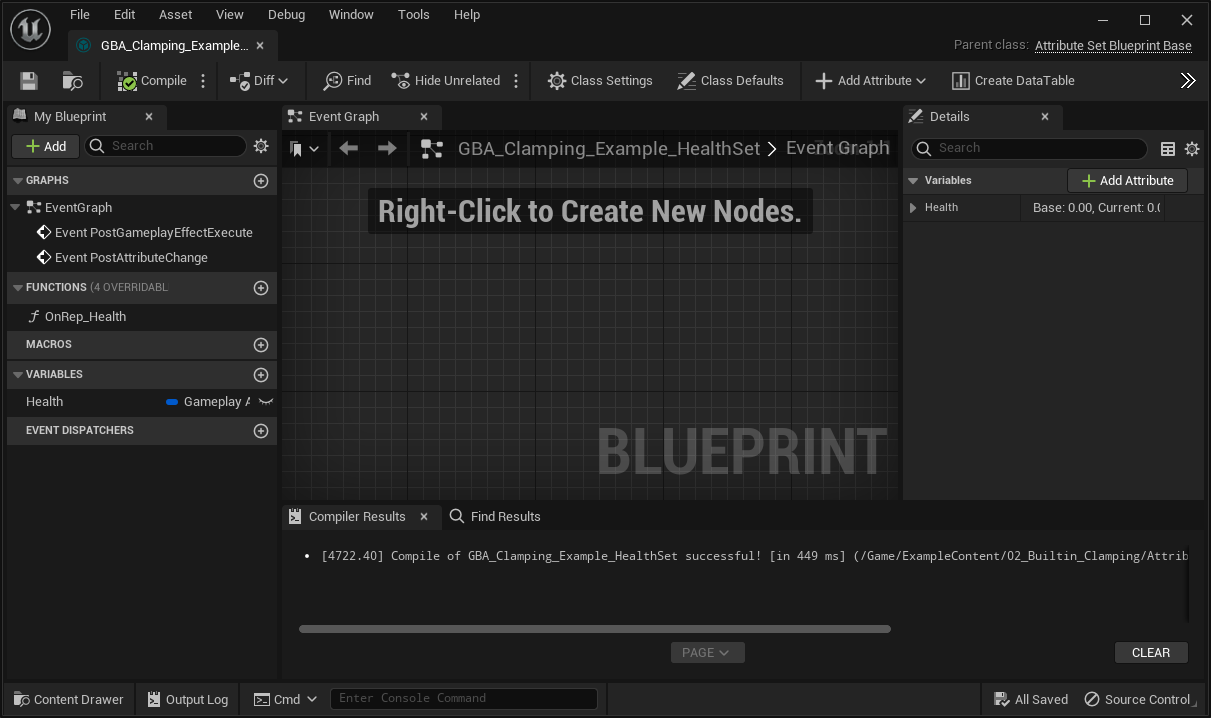 File Edit Asset View Debug Window Tools Help
GBA_Clamping_Example...
Parent class: Attribute Set Blueprint Base
Compile Diff Find Hide Unrelated Class Settings Class Defaults Add Attribute Create DataTable
My Blueprint
Add Search
GRAPHS
EventGraph
Event PostGameplayEffectExecute
Event PostAttributeChange
FUNCTIONS (4 OVERRIDABL
OnRep_Health
MACROS
VARIABLES
Health Gameplay A
EVENT DISPATCHERS
Event Graph
GBA_Clamping_Example_HealthSet > Event Graph
Right-Click to Create New Nodes.
BLUEPRINT
Details
Search
Variables Add Attribute
Health Base: 0.00, Current: 0.0
Compiler Results Find Results
• [4722.40] Compile of GBA_Clamping_Example_HealthSet successful! [in 449 ms] (/Game/ExampleContent/02_Builtin_Clamping/Attrib
PAGE
CLEAR
Content Drawer Output Log Cmd Enter Console Command All Saved Source Control